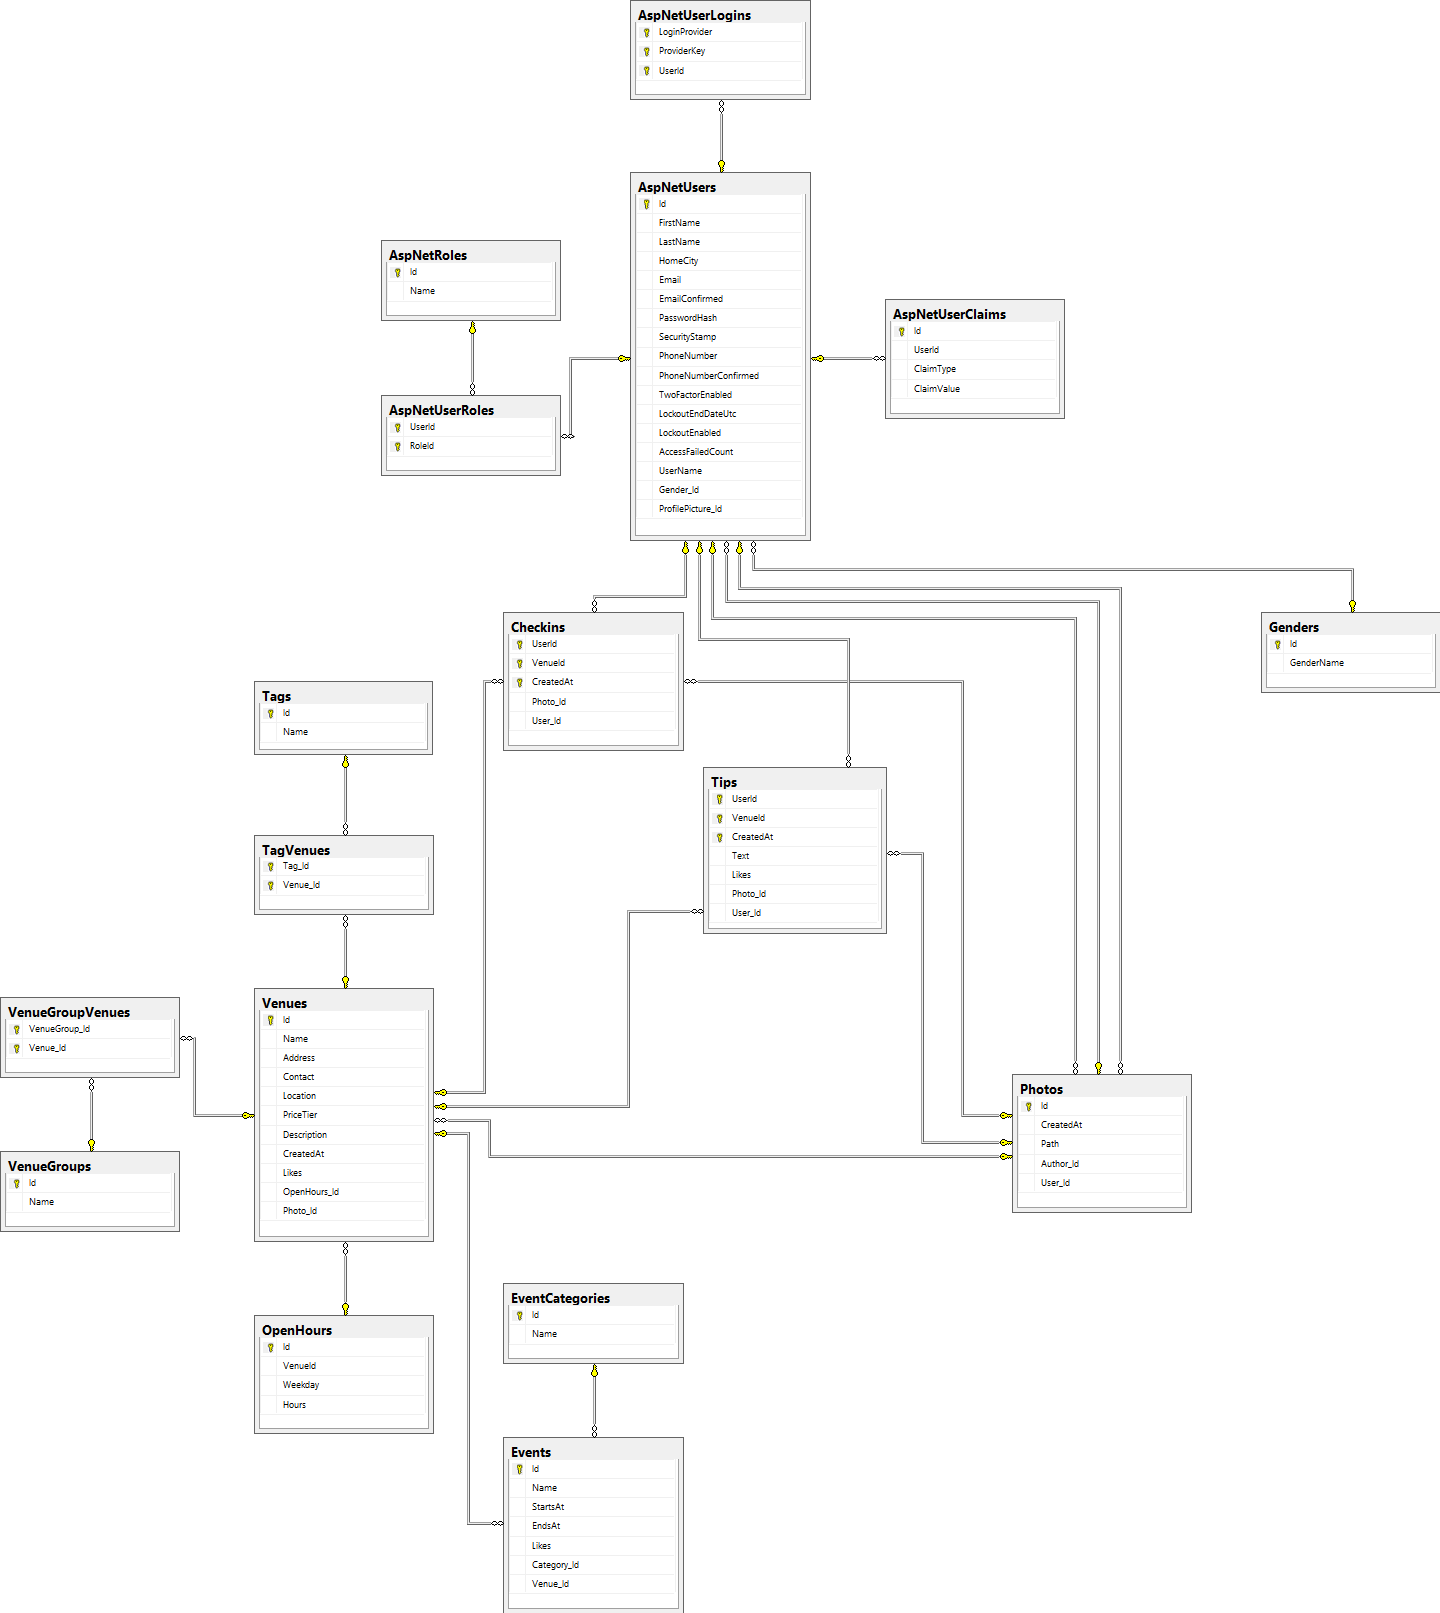 AspNetUserLogins
LoginProvider
ProviderKey
UserId
AspNetUsers
Id
FirstName
LastName
HomeCity
Email
EmailConfirmed
PasswordHash
SecurityStamp
PhoneNumber
PhoneNumberConfirmed
TwoFactorEnabled
LockoutEndDateUtc
LockoutEnabled
AccessFailedCount
UserName
Gender_Id
ProfilePicture_Id
AspNetRoles
Id
Name
AspNetUserClaims
Id
UserId
ClaimType
ClaimValue
AspNetUserRoles
UserId
RoleId
Checkins
UserId
VenueId
CreatedAt
Photo_Id
User_Id
Genders
Id
GenderName
Tags
Id
Name
Tips
UserId
VenueId
CreatedAt
Text
Likes
Photo_Id
User_Id
TagVenues
Tag_Id
Venue_Id
VenueGroupVenues
VenueGroup_Id
Venue_Id
Venues
Id
Name
Address
Contact
Location
PriceTier
Description
CreatedAt
Likes
OpenHours_Id
Photo_Id
Photos
Id
CreatedAt
Path
Author_Id
User_Id
VenueGroups
Id
Name
EventCategories
Id
Name
OpenHours
Id
VenueId
Weekday
Hours
Events
Id
Name
StartsAt
EndsAt
Likes
Category_Id
Venue_Id